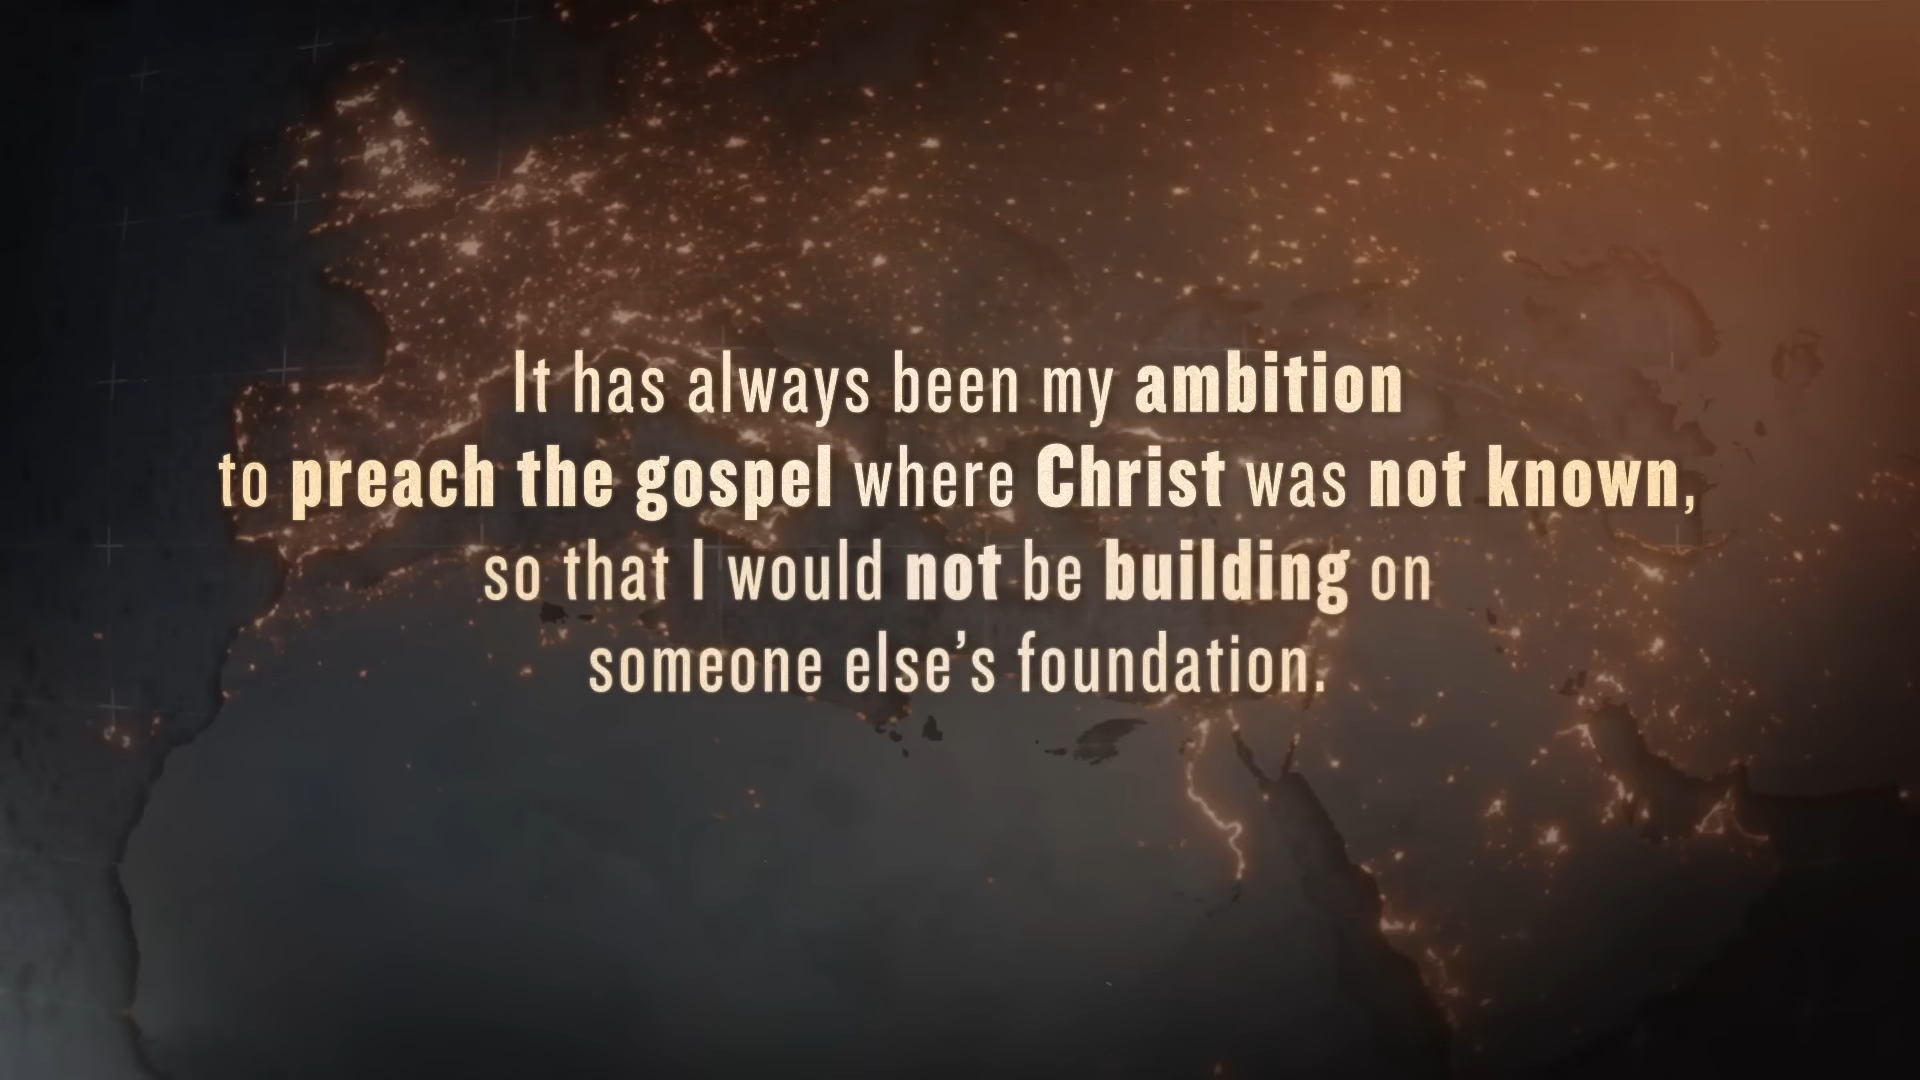 It has always been my ambition
to preach the gospel where Christ was not known,
so that I would not be building on
someone else’s foundation.